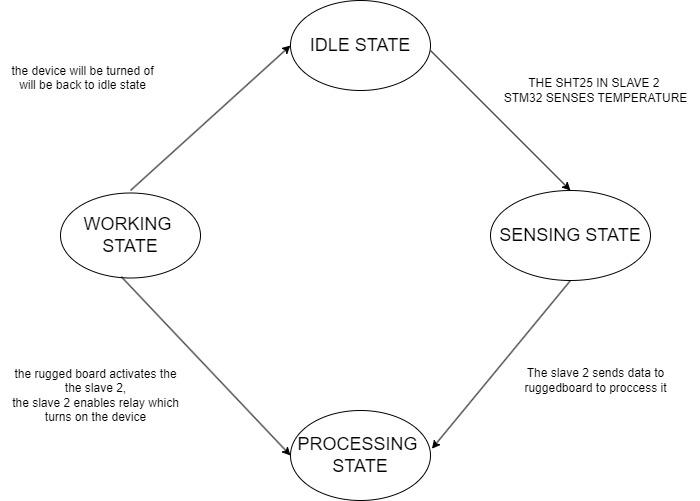 IDLE STATE
the device will be turned of
will be back to idle state
THE SHT25 IN SLAVE 2
STM32 SENSES TEMPERATURE
WORKING
STATE
SENSING STATE
the rugged board activates the
the slave 2,
the slave 2 enables relay which
turns on the device
The slave 2 sends data to
ruggedboard to proccess it
PROCESSING
STATE